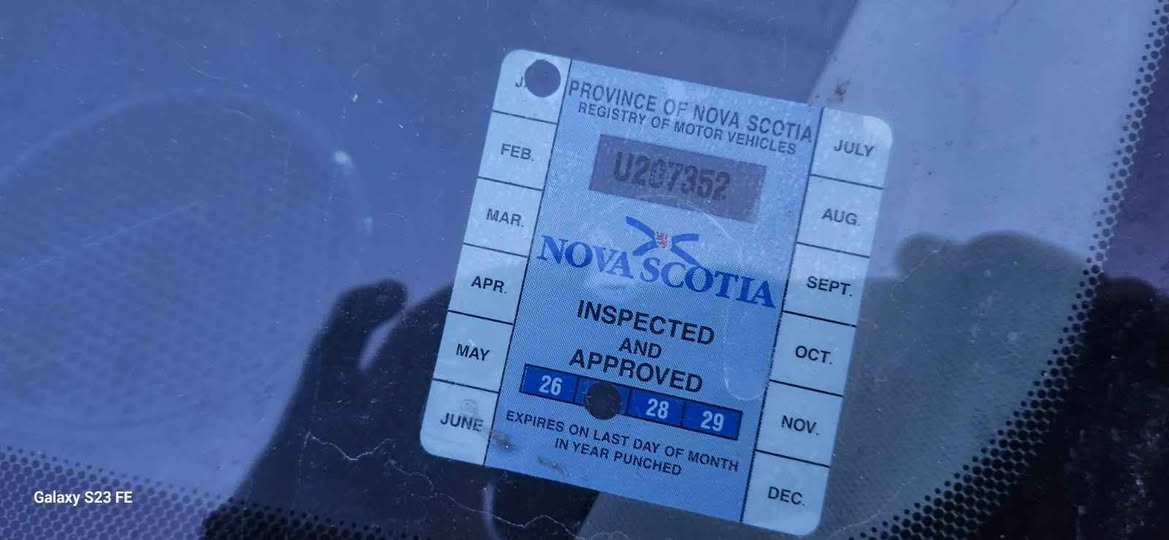 PROVINCE OF NOVA SCOTIA
REGISTRY OF MOTOR VEHICLES
U207352
NOVA SCOTIA
INSPECTED
AND
APPROVED
26 28 29
EXPIRES ON LAST DAY OF MONTH
IN YEAR PUNCHED
FEB.
MAR.
APR.
MAY
JUNE
JULY
AUG.
SEPT.
OCT.
NOV.
DEC.
Galaxy S23 FE